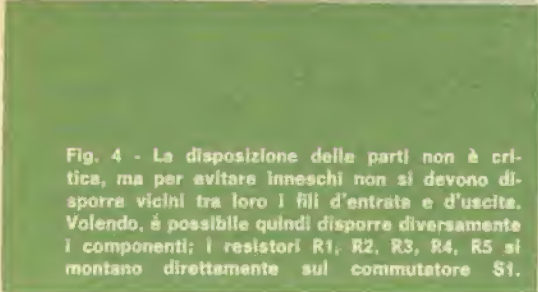 Fig. 4 - La disposizione delle parti non è cri-
tica, ma per evitare inneschi non si devono di-
sporre vicini tra loro i fili d'entrata e d'uscita.
Volendo, è possibile quindi disporre diversamente
i componenti; i resistori R1, R2, R3, R4, R5 si
montano direttamente sul commutatore S1.